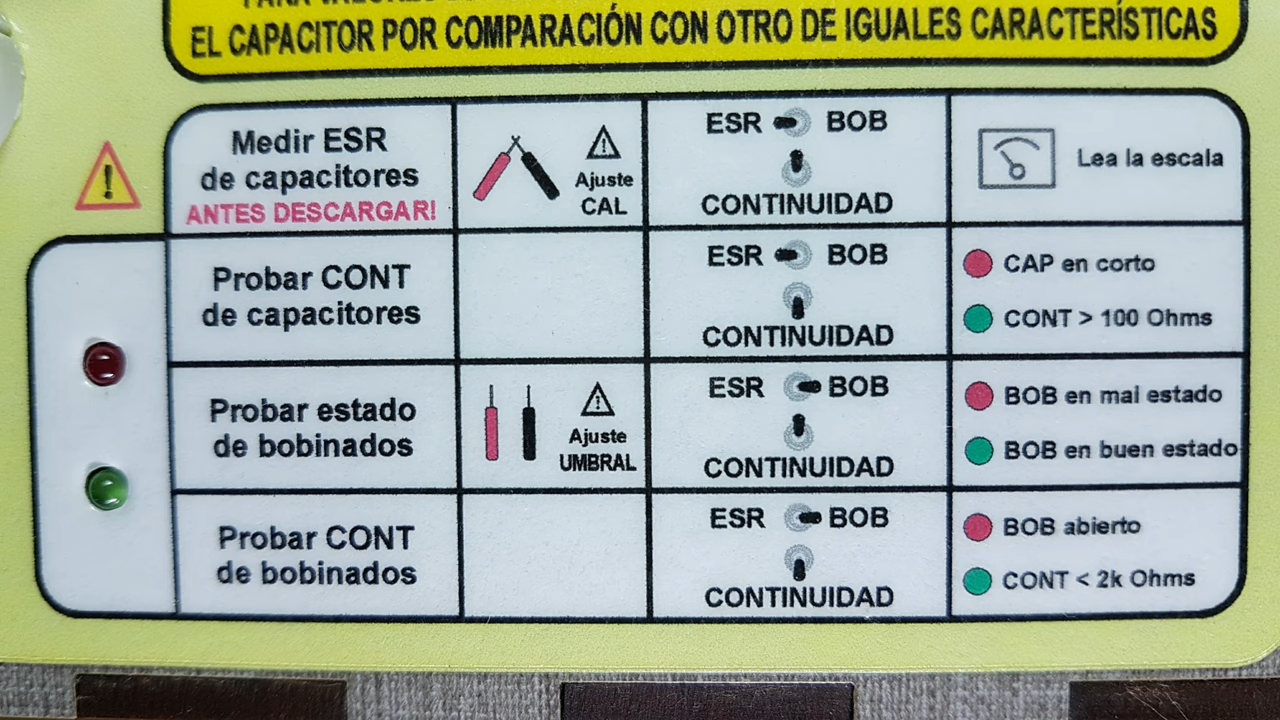 PARA VALORES
EL CAPACITOR POR COMPARACIÓN CON OTRO DE IGUALES CARACTERÍSTICAS
Medir ESR
de capacitores
ANTES DESCARGAR!
Ajuste
CAL
ESR BOB
CONTINUIDAD
Lea la escala
Probar CONT
de capacitores
ESR BOB
CONTINUIDAD
CAP en corto
CONT > 100 Ohms
Probar estado
de bobinados
Ajuste
UMBRAL
ESR BOB
CONTINUIDAD
BOB en mal estado
BOB en buen estado
Probar CONT
de bobinados
ESR BOB
CONTINUIDAD
BOB abierto
CONT < 2k Ohms